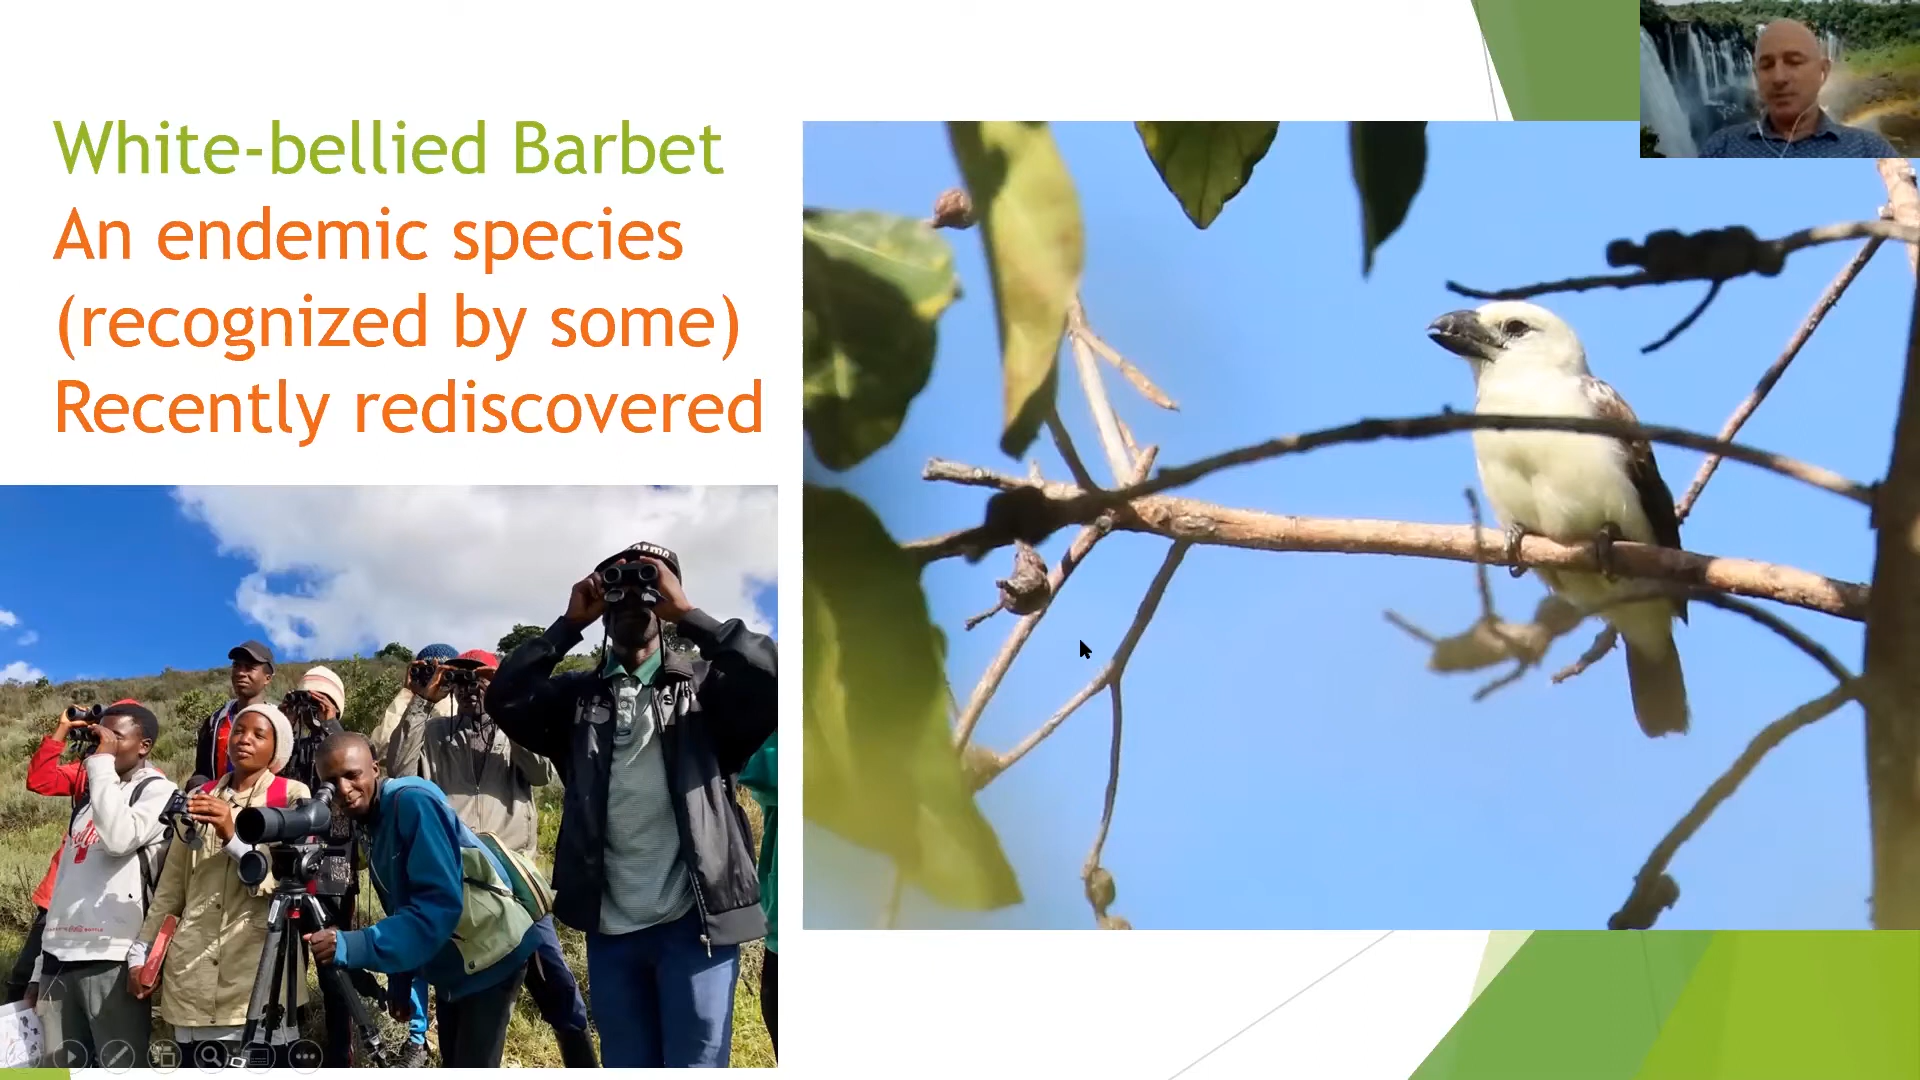 White-bellied Barbet
An endemic species
(recognized by some)
Recently rediscovered